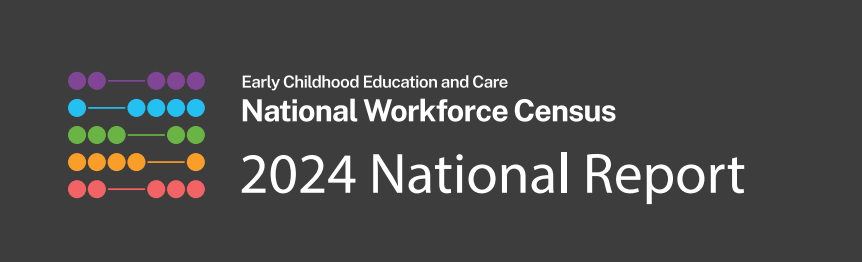 Early Childhood Education and Care
National Workforce Census
2024 National Report